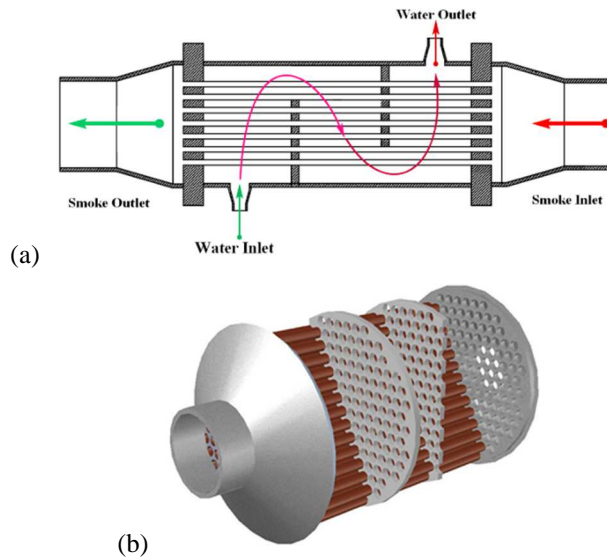 Water Outlet
Smoke Outlet
Smoke Inlet
Water Inlet
(a)
(b)